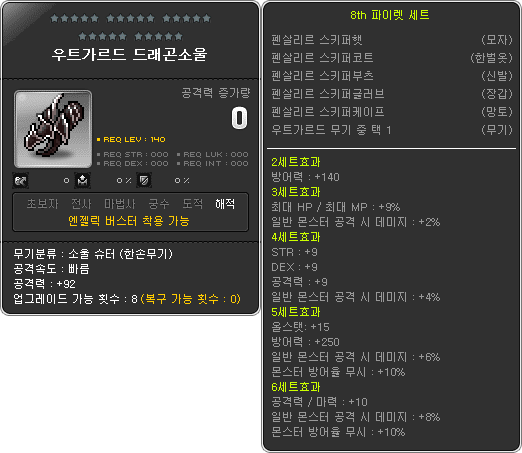 우트가르드 드래곤소울
공격력 증가량
0
REQ LEV : 140
REQ STR : 000
REQ LUK : 000
REQ DEX : 000
REQ INT : 000
0
0 %
0 %
초보자 전사 마법사 궁수 도적 해적
엔젤릭 버스터 착용 가능
무기분류 : 소울 슈터 (한손무기)
공격속도 : 빠름
공격력 : +92
업그레이드 가능 횟수 : 8 (복구 가능 횟수 : 0)
8th 파이렛 세트
펜살리르 스키퍼햇 (모자)
펜살리르 스키퍼코트 (한벌옷)
펜살리르 스키퍼부츠 (신발)
펜살리르 스키퍼글러브 (장갑)
펜살리르 스키퍼케이프 (망토)
우트가르드 무기 중 택 1 (무기)
2세트효과
방어력 : +140
3세트효과
최대 HP / 최대 MP : +9%
일반 몬스터 공격 시 데미지 : +2%
4세트효과
STR : +9
DEX : +9
공격력 : +9
일반 몬스터 공격 시 데미지 : +4%
5세트효과
올스탯: +15
방어력 : +250
일반 몬스터 공격 시 데미지 : +6%
몬스터 방어율 무시 : +10%
6세트효과
공격력 / 마력 : +10
일반 몬스터 공격 시 데미지 : +8%
몬스터 방어율 무시 : +10%